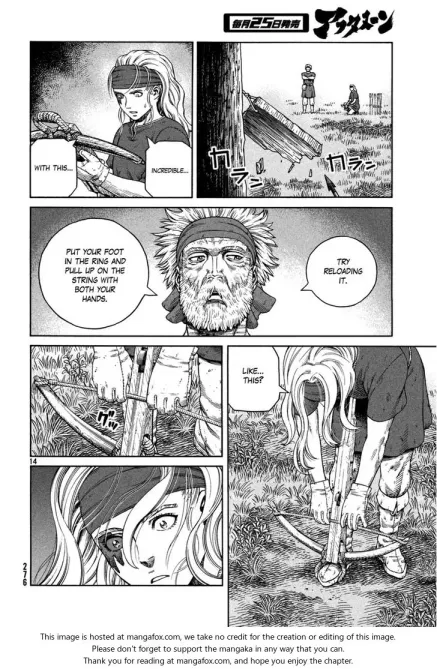 毎月25日発売 アフタヌーン
カラン
カラン
INCREDIBLE...
WITH THIS...
TRY
RELOADING
IT.
PUT YOUR FOOT
IN THE RING AND
PULL UP ON THE
STRING WITH
BOTH YOUR
HANDS.
LIKE...
THIS?
グッ
14
276
This image is hosted at mangafox.com, we take no credit for the creation or editing of this image.
Please don't forget to support the mangaka in any way that you can.
Thank you for reading at mangafox.com, and hope you enjoy the chapter.